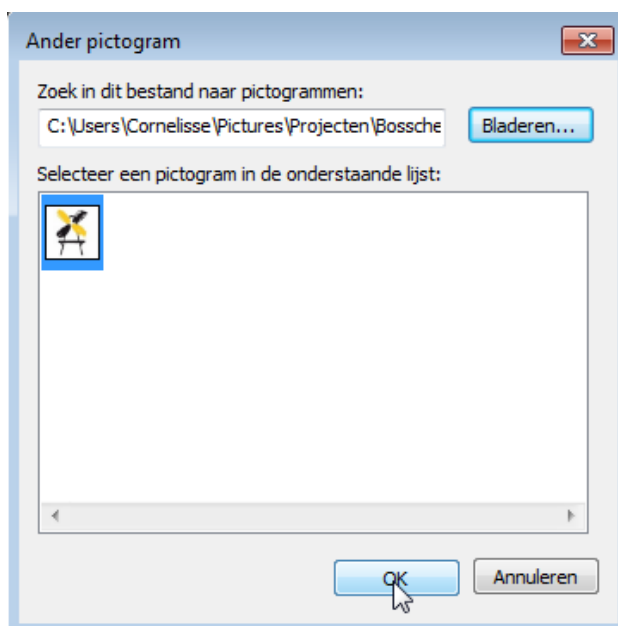 Ander pictogram
Zoek in dit bestand naar pictogrammen:
C:\Users\Cornelisse\Pictures\Projecten\Bossche
Bladeren...
Selecteer een pictogram in de onderstaande lijst:
OK
Annuleren